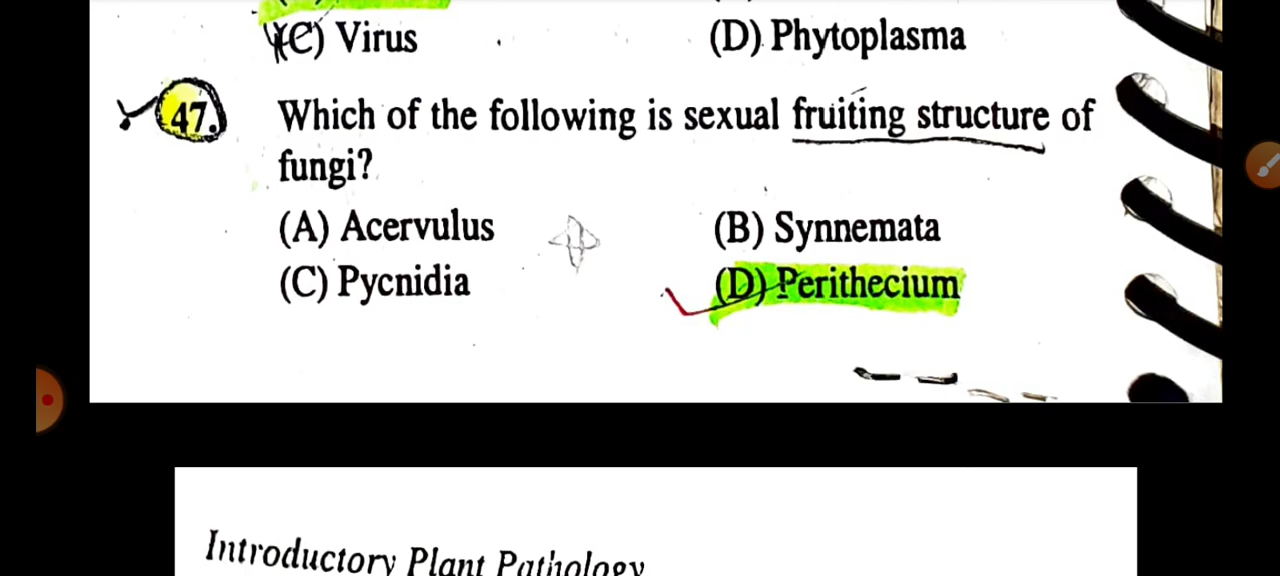 (C) Virus (D) Phytoplasma
47. Which of the following is sexual fruiting structure of
fungi?
(A) Acervulus (B) Synnemata
(C) Pycnidia (D) Perithecium
Introductory Plant Pathology